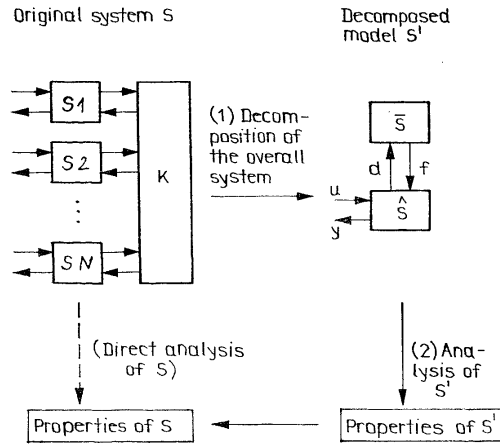 Original system S
Decomposed
model S'
S1
S2
⋮
SN
K
(1) Decom-
position of
the overall
system
S̄
d
f
u
y
Ŝ
(Direct analysis
of S)
(2) Ana-
lysis of
S'
Properties of S
Properties of S'